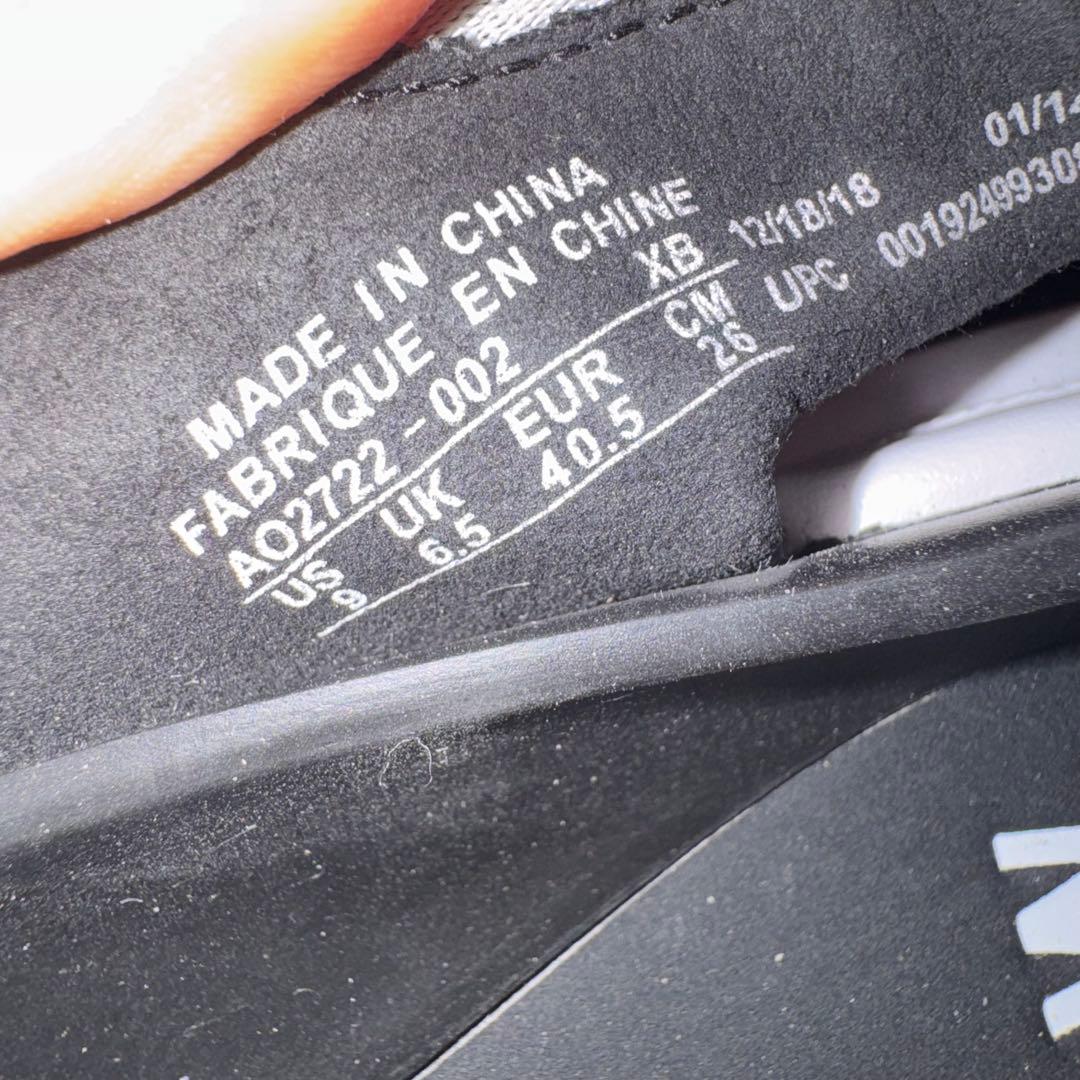 MADE IN CHINA
FABRIQUE EN CHINE
AO2722-002 XB 12/18/18 01/14
US UK EUR CM UPC 00192499308
9 6.5 40.5 26